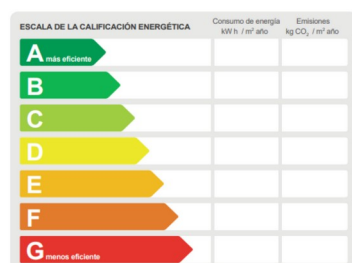 ESCALA DE LA CALIFICACIÓN ENERGÉTICA
Consumo de energía
kW h / m² año
Emisiones
kg CO₂ / m² año
A más eficiente
B
C
D
E
F
G menos eficiente